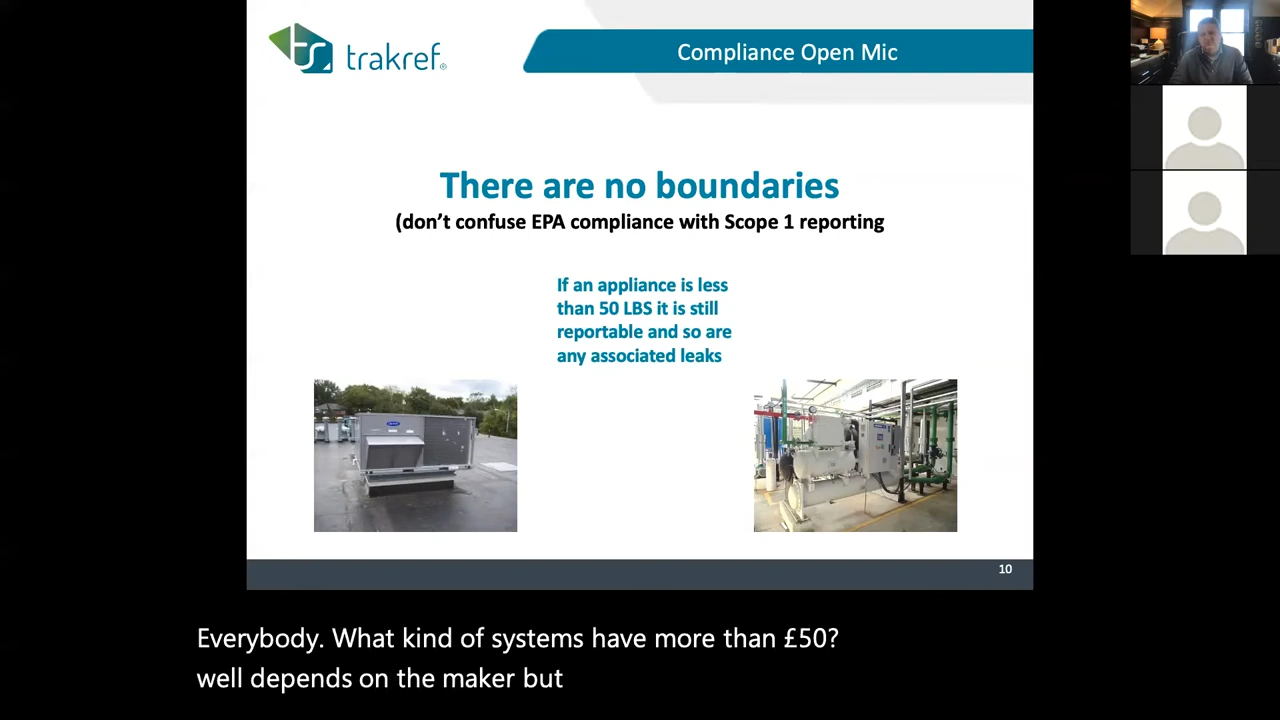 trakref
Compliance Open Mic
There are no boundaries
(don't confuse EPA compliance with Scope 1 reporting
If an appliance is less
than 50 LBS it is still
reportable and so are
any associated leaks
10
Everybody. What kind of systems have more than £50?
well depends on the maker but